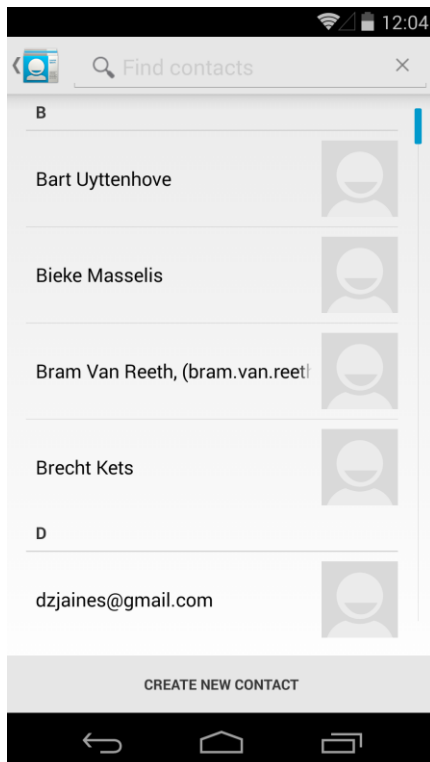 12:04
Find contacts
B
Bart Uyttenhove
Bieke Masselis
Bram Van Reeth, (bram.van.reeth
Brecht Kets
D
dzjaines@gmail.com
CREATE NEW CONTACT